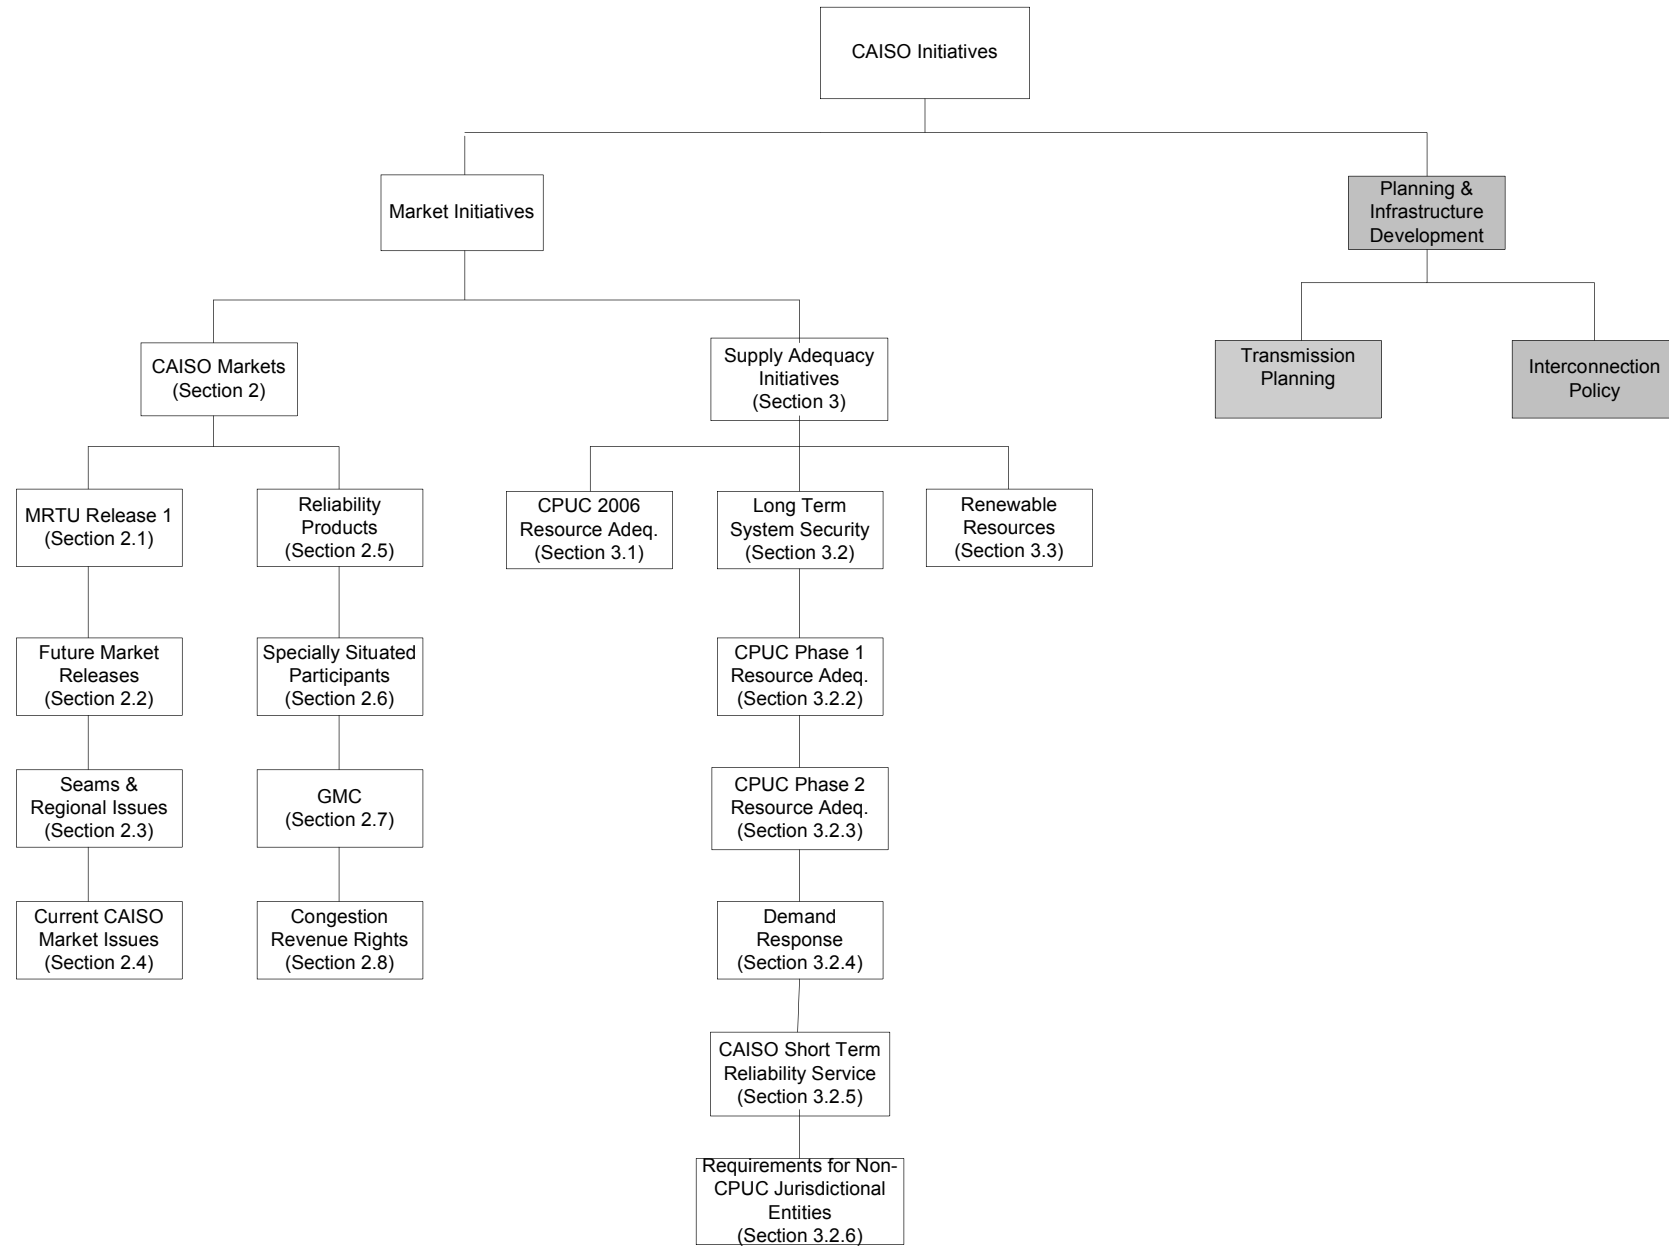 CAISO Initiatives
Market Initiatives
Planning &
Infrastructure
Development
CAISO Markets
(Section 2)
Supply Adequacy
Initiatives
(Section 3)
Transmission
Planning
Interconnection
Policy
MRTU Release 1
(Section 2.1)
Reliability
Products
(Section 2.5)
CPUC 2006
Resource Adeq.
(Section 3.1)
Long Term
System Security
(Section 3.2)
Renewable
Resources
(Section 3.3)
Future Market
Releases
(Section 2.2)
Specially Situated
Participants
(Section 2.6)
CPUC Phase 1
Resource Adeq.
(Section 3.2.2)
Seams &
Regional Issues
(Section 2.3)
GMC
(Section 2.7)
CPUC Phase 2
Resource Adeq.
(Section 3.2.3)
Current CAISO
Market Issues
(Section 2.4)
Congestion
Revenue Rights
(Section 2.8)
Demand
Response
(Section 3.2.4)
CAISO Short Term
Reliability Service
(Section 3.2.5)
Requirements for Non-
CPUC Jurisdictional
Entities
(Section 3.2.6)